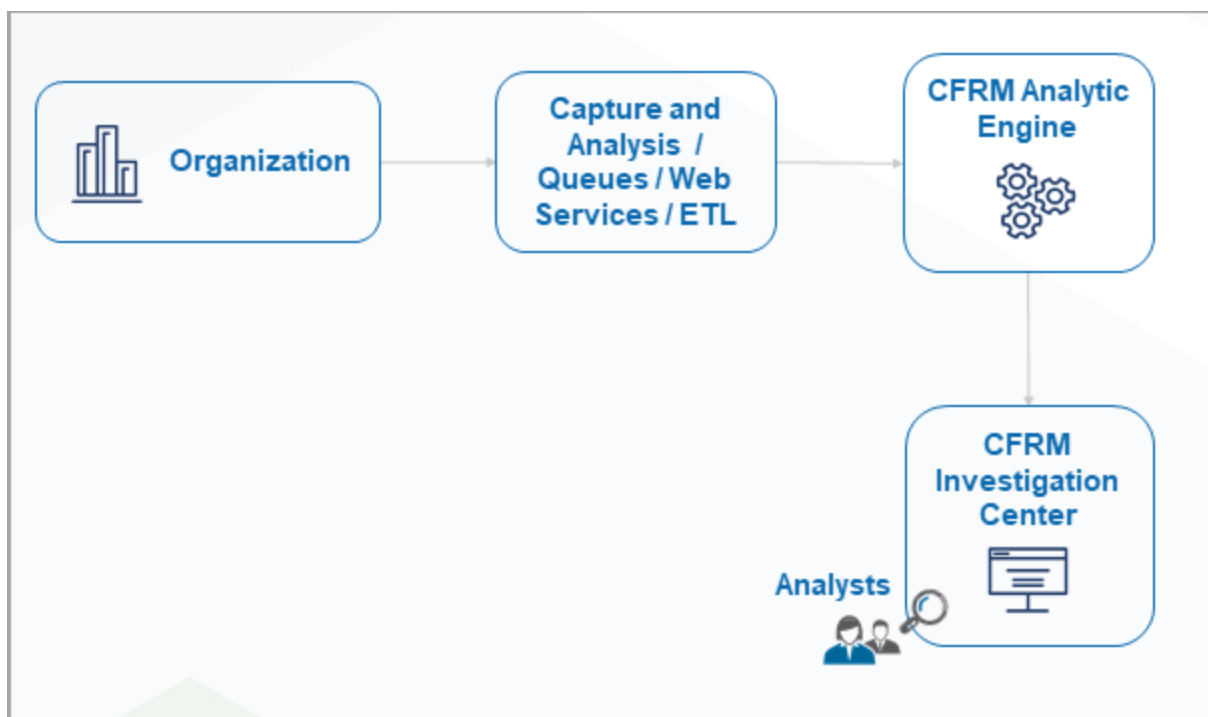 Organization
Capture and
Analysis /
Queues / Web
Services / ETL
CFRM Analytic
Engine
CFRM
Investigation
Center
Analysts